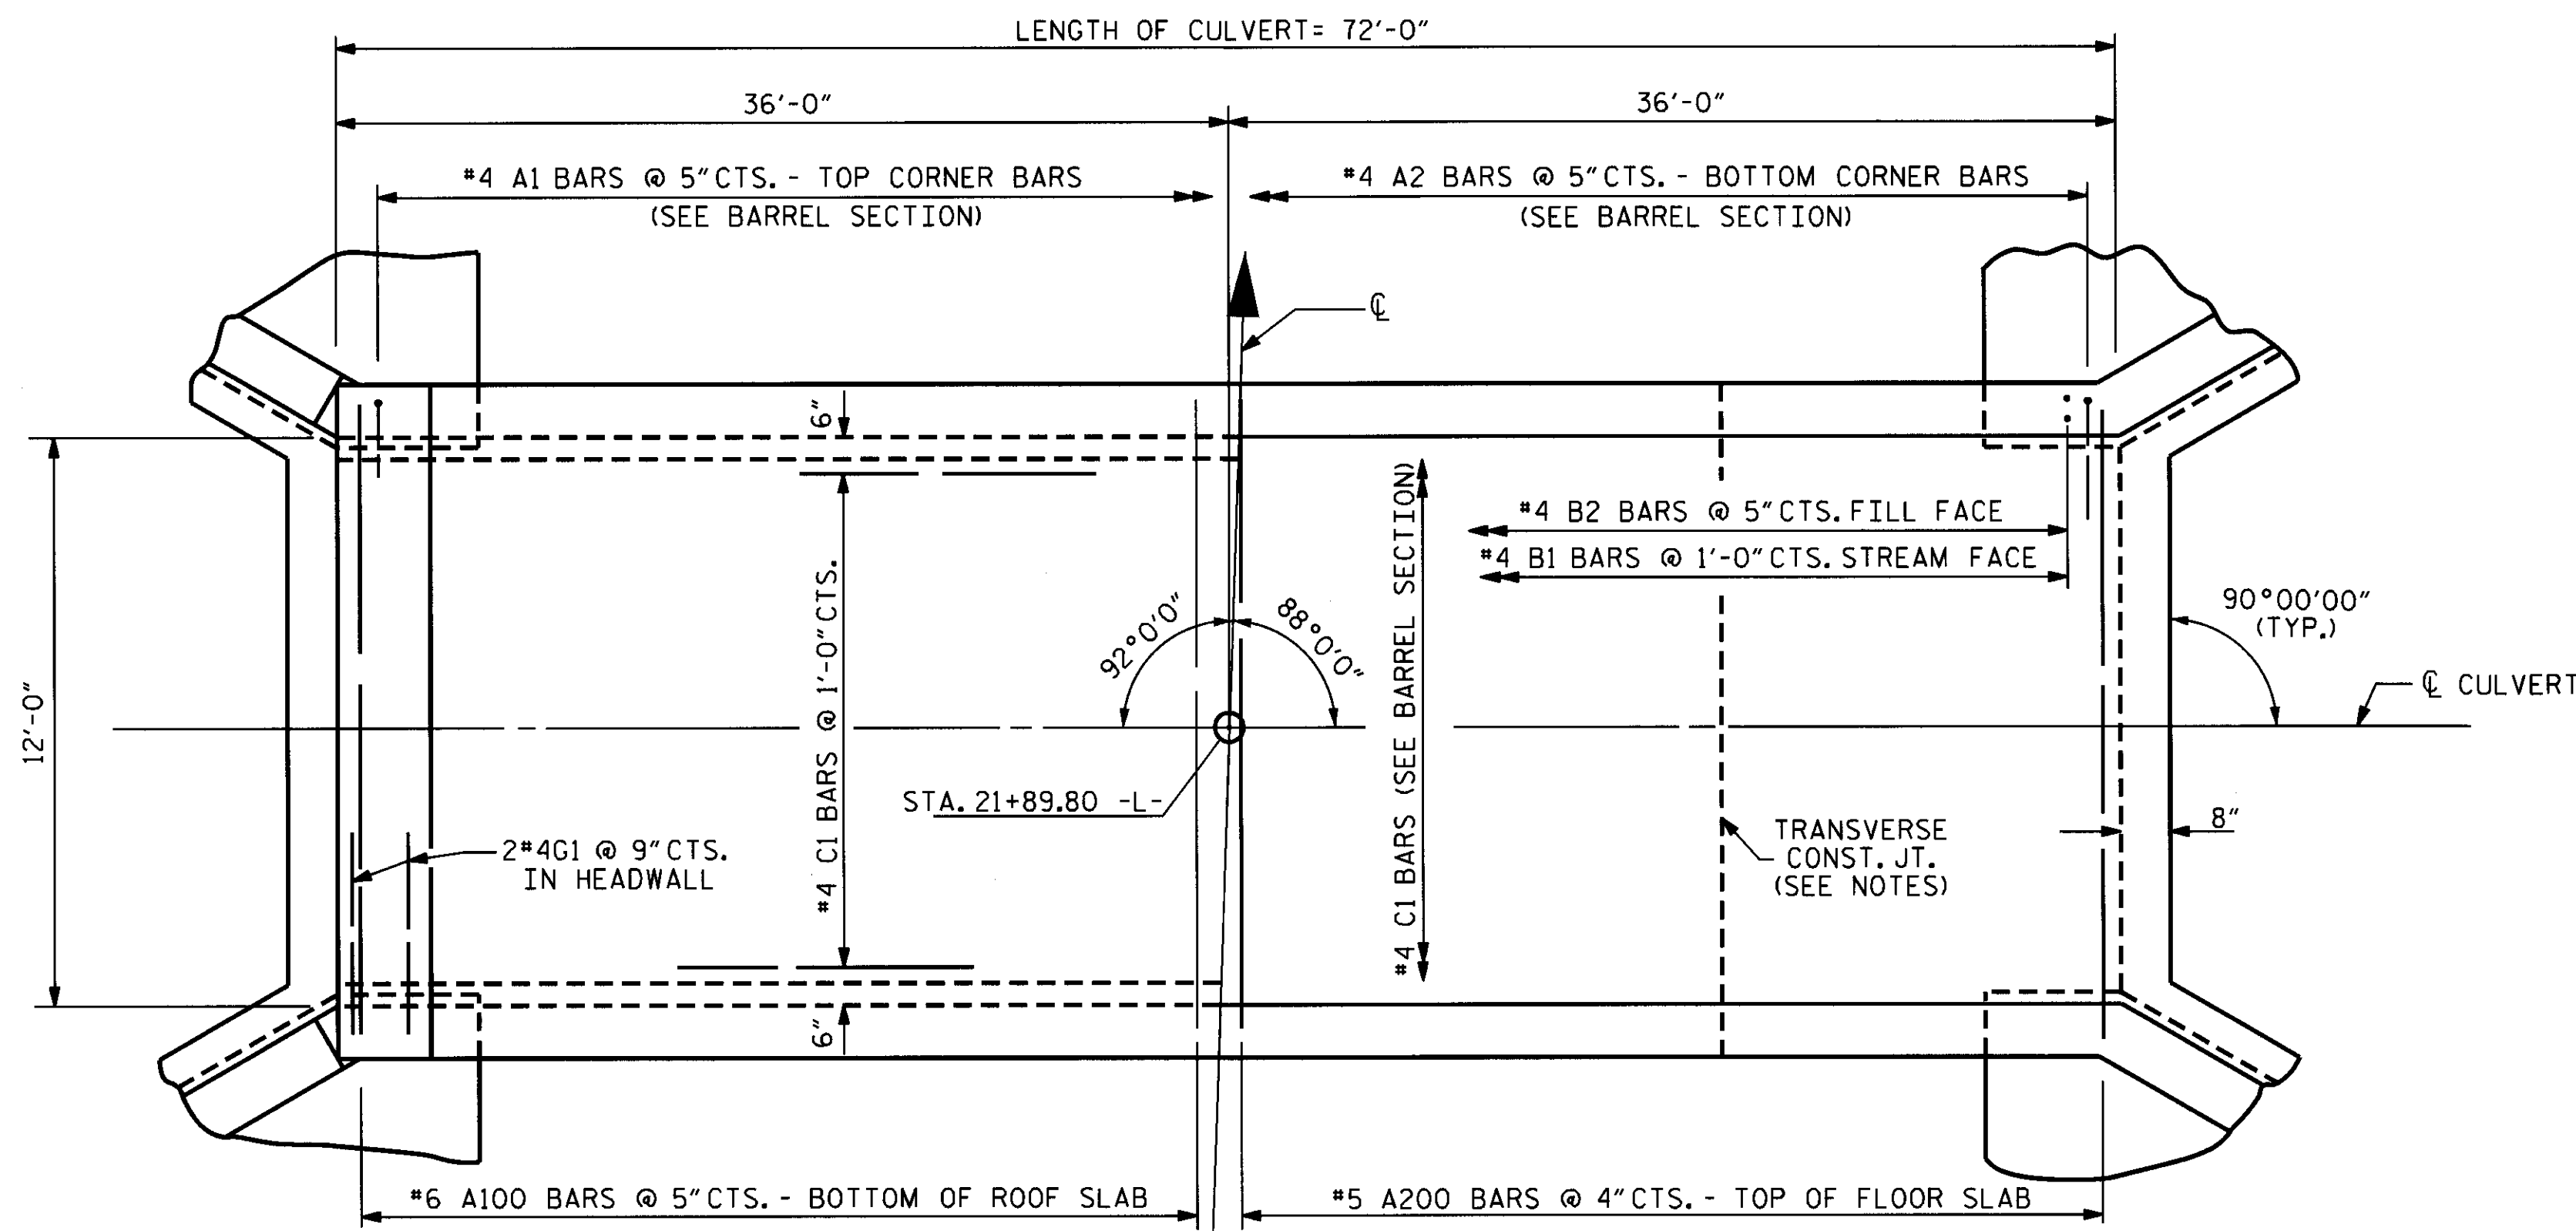 LENGTH OF CULVERT= 72'-0"
36'-0"
36'-0"
#4 A1 BARS @ 5"CTS. - TOP CORNER BARS
(SEE BARREL SECTION)
#4 A2 BARS @ 5"CTS. - BOTTOM CORNER BARS
(SEE BARREL SECTION)
℄
6"
#4 B2 BARS @ 5"CTS. FILL FACE
#4 B1 BARS @ 1'-0"CTS. STREAM FACE
#4 C1 BARS @ 1'-0"CTS.
#4 C1 BARS (SEE BARREL SECTION)
92°0'0"
88°0'0"
90°00'00"
(TYP.)
℄ CULVERT
12'-0"
STA. 21+89.80 -L-
2#4G1 @ 9"CTS.
IN HEADWALL
TRANSVERSE
CONST. JT.
(SEE NOTES)
8"
6"
#6 A100 BARS @ 5"CTS. - BOTTOM OF ROOF SLAB
#5 A200 BARS @ 4"CTS. - TOP OF FLOOR SLAB